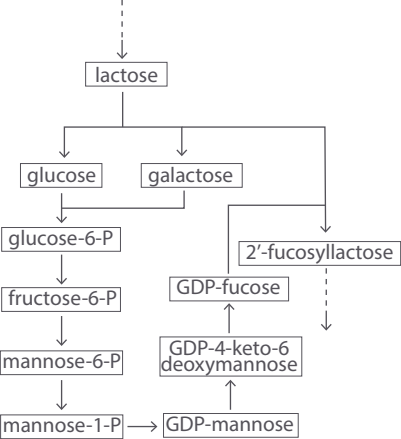 lactose
glucose
galactose
glucose-6-P
2′-fucosyllactose
GDP-fucose
fructose-6-P
GDP-4-keto-6
deoxymannose
mannose-6-P
mannose-1-P
GDP-mannose